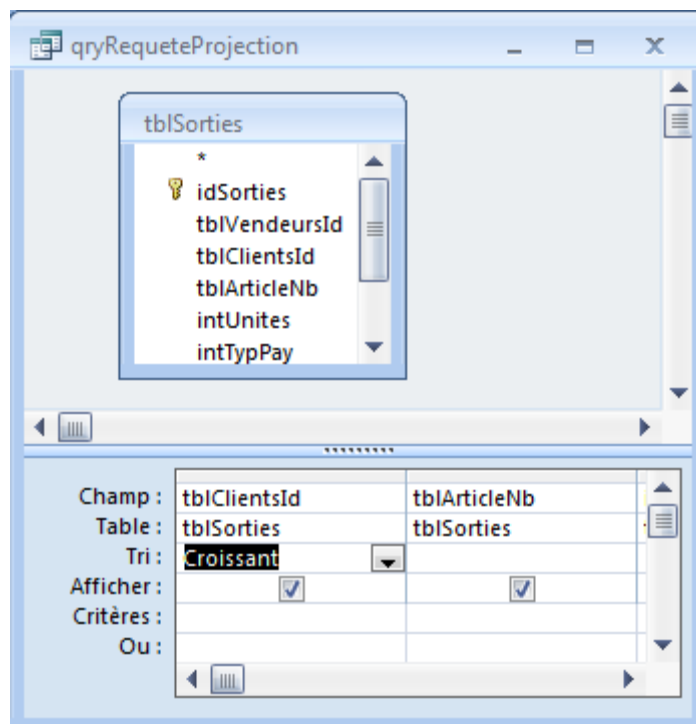 qryRequeteProjection
tblSorties
*
idSorties
tblVendeursId
tblClientsId
tblArticleNb
intUnites
intTypPay
Champ : tblClientsId tblArticleNb
Table : tblSorties tblSorties
Tri : Croissant
Afficher :
Critères :
Ou :